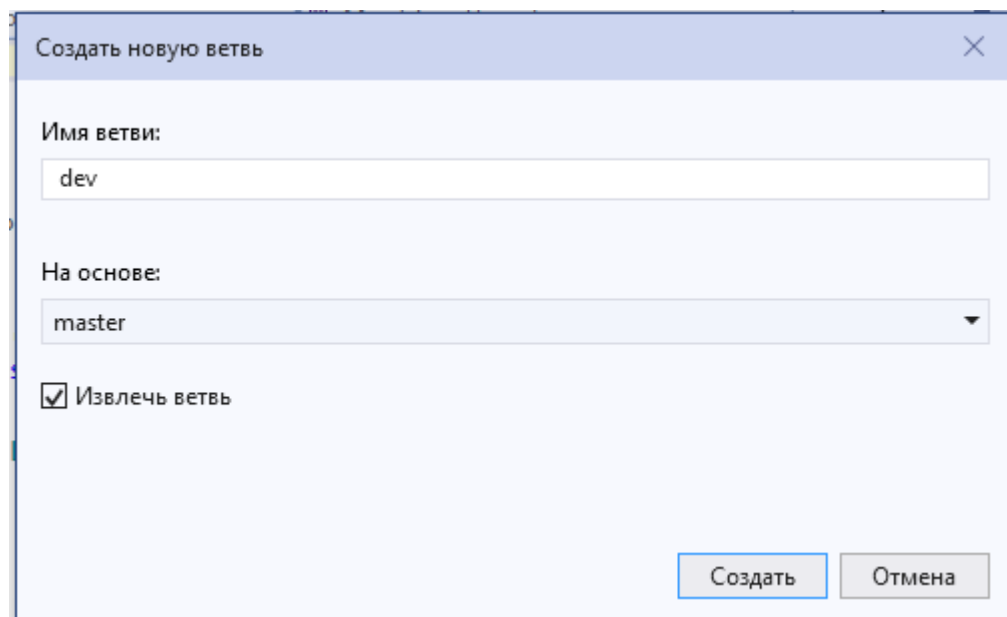 Создать новую ветвь
Имя ветви:
dev
На основе:
master
Извлечь ветвь
Создать Отмена